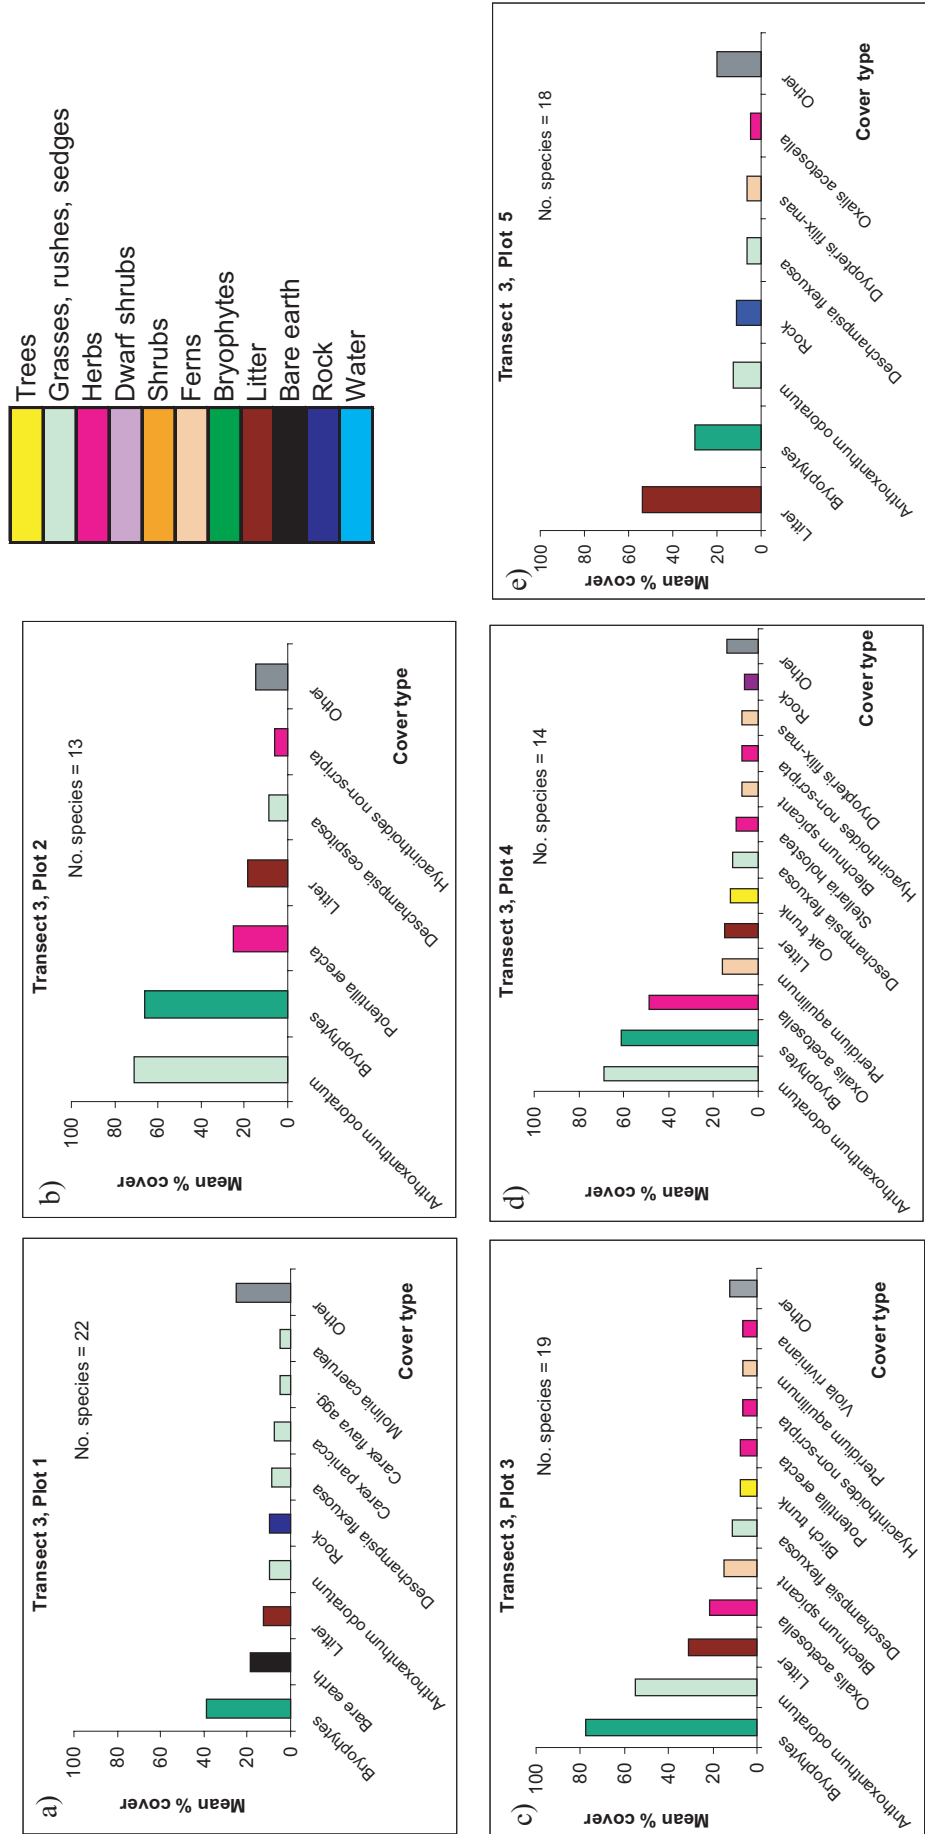 a)
Transect 3, Plot 1
No. species = 22
Mean % cover
100
80
60
40
20
0
Bryophytes
Bare earth
Litter
Anthoxanthum odoratum
Rock
Deschampsia flexuosa
Carex panicca
Carex flava agg.
Molinia caerulea
Other
Cover type
b)
Transect 3, Plot 2
No. species = 13
Mean % cover
100
80
60
40
20
0
Anthoxanthum odoratum
Bryophytes
Potentilla erecta
Litter
Deschampsia cespitosa
Hyacinthoides non-scripta
Other
Cover type
Trees
Grasses, rushes, sedges
Herbs
Dwarf shrubs
Shrubs
Ferns
Bryophytes
Litter
Bare earth
Rock
Water
c)
Transect 3, Plot 3
No. species = 19
Mean % cover
100
80
60
40
20
0
Bryophytes
Anthoxanthum odoratum
Litter
Oxalis acetosella
Blechnum spicant
Deschampsia flexuosa
Birch trunk
Potentilla erecta
Hyacinthoides non-scripta
Pteridium aquilinum
Viola riviniana
Other
Cover type
d)
Transect 3, Plot 4
No. species = 14
Mean % cover
100
80
60
40
20
0
Anthoxanthum odoratum
Bryophytes
Oxalis acetosella
Pteridium aquilinum
Litter
Oak trunk
Deschampsia flexuosa
Stellaria holostea
Blechnum spicant
Hyacinthoides non-scripta
Dryopteris filix-mas
Rock
Other
Cover type
e)
Transect 3, Plot 5
No. species = 18
Mean % cover
100
80
60
40
20
0
Litter
Bryophytes
Anthoxanthum odoratum
Rock
Deschampsia flexuosa
Dryopteris filix-mas
Oxalis acetosella
Other
Cover type